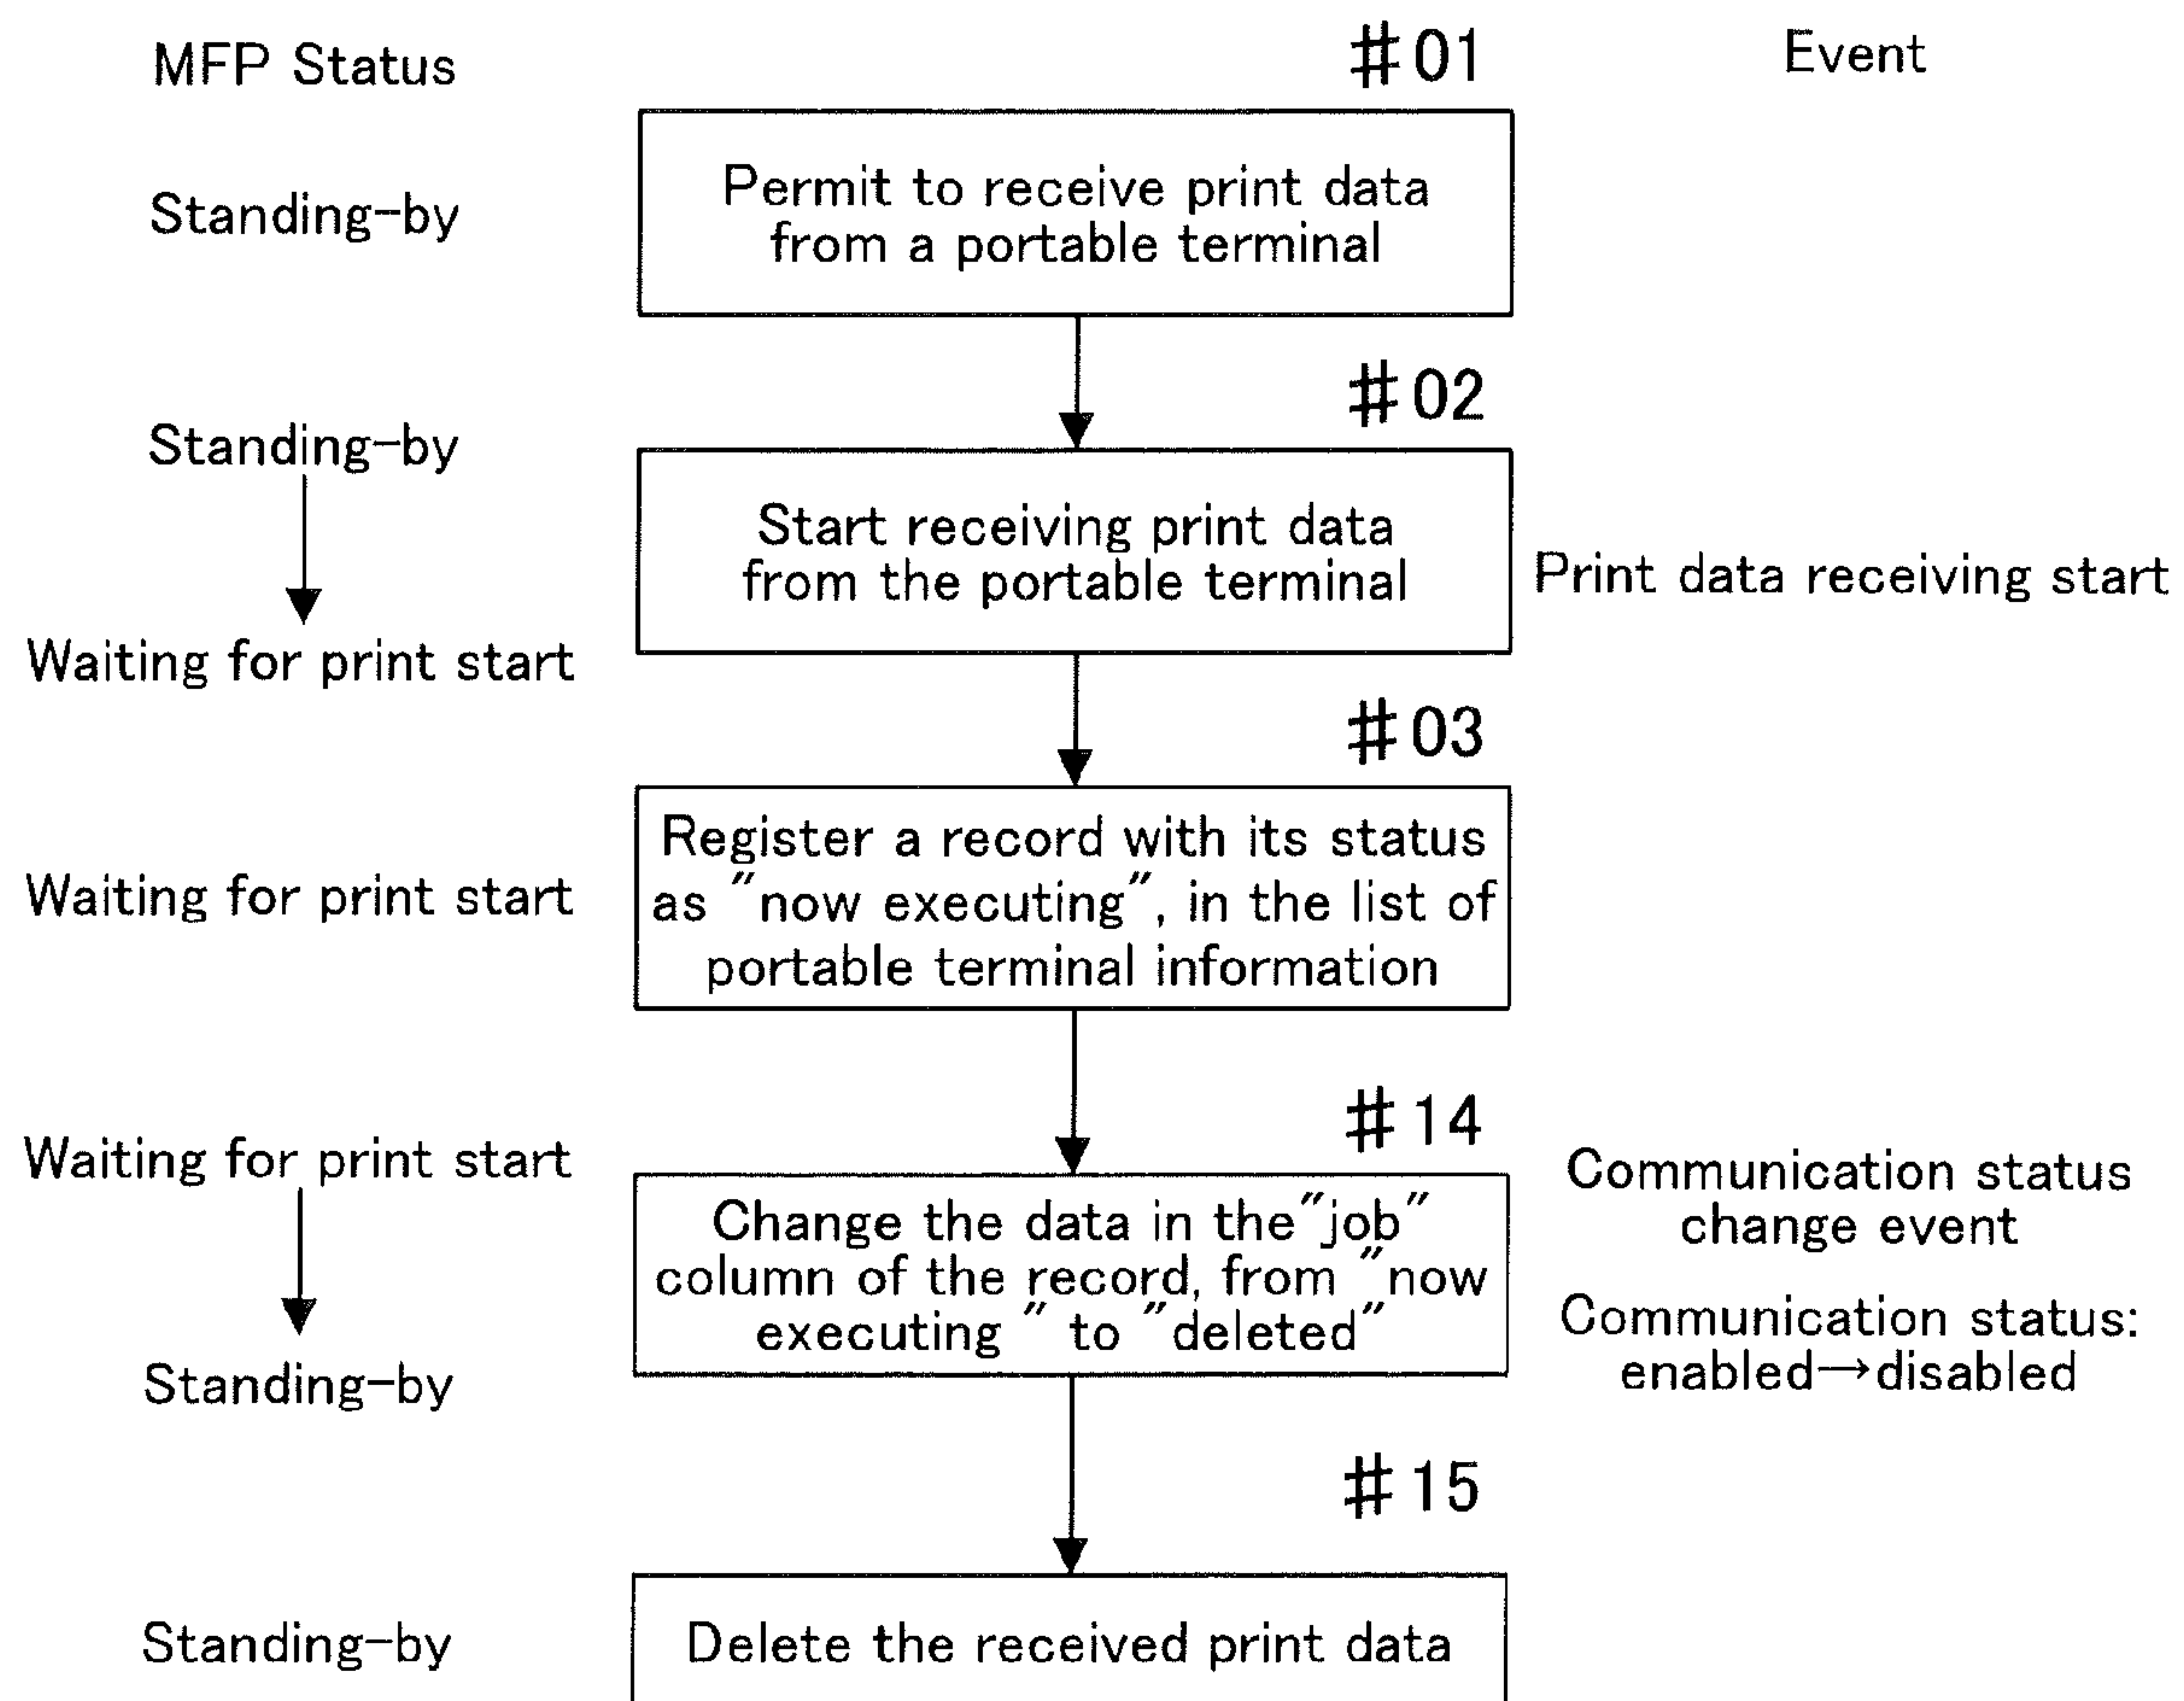 MFP Status
#01
Event
Standing-by
Permit to receive print data
from a portable terminal
#02
Standing-by
Waiting for print start
Start receiving print data
from the portable terminal
Print data receiving start
#03
Waiting for print start
Register a record with its status
as "now executing", in the list of
portable terminal information
#14
Waiting for print start
Standing-by
Change the data in the"job"
column of the record, from "now
executing " to "deleted"
Communication status
change event
Communication status:
enabled→disabled
#15
Standing-by
Delete the received print data